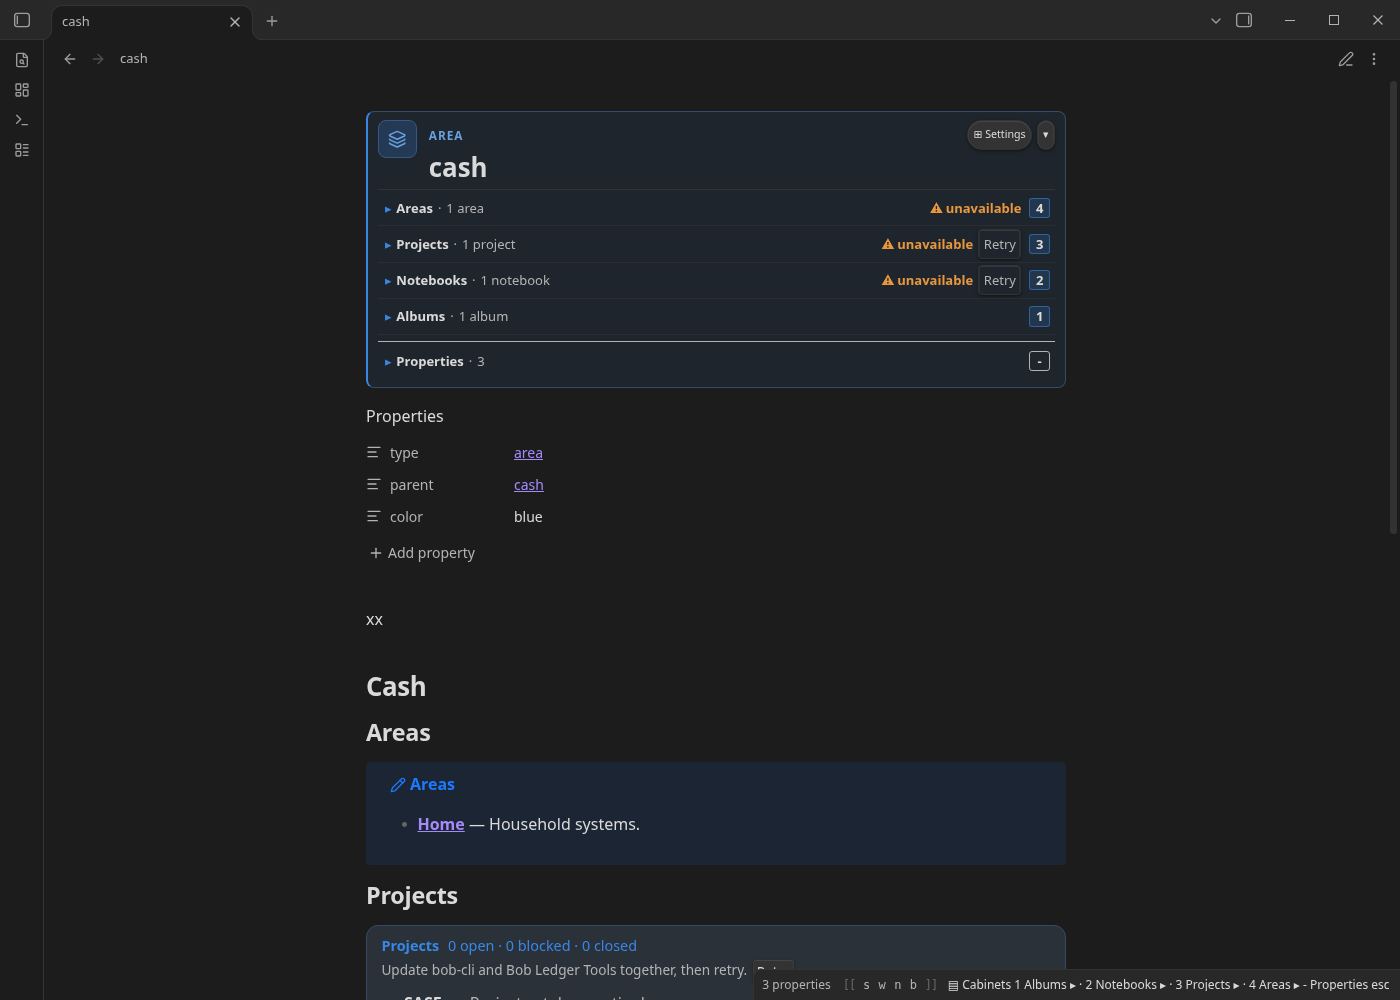 cash
cash
AREA
⊞ Settings ▾
cash
▸ Areas · 1 area ⚠ unavailable 4
▸ Projects · 1 project ⚠ unavailable Retry 3
▸ Notebooks · 1 notebook ⚠ unavailable Retry 2
▸ Albums · 1 album 1
▸ Properties · 3 -
Properties
type area
parent cash
color blue
Add property
xx
Cash
Areas
Areas
• Home — Household systems.
Projects
Projects 0 open · 0 blocked · 0 closed
Update bob-cli and Bob Ledger Tools together, then retry.
3 properties [[ s w n b ]] ▤ Cabinets 1 Albums ▸ · 2 Notebooks ▸ · 3 Projects ▸ · 4 Areas ▸ - Properties esc